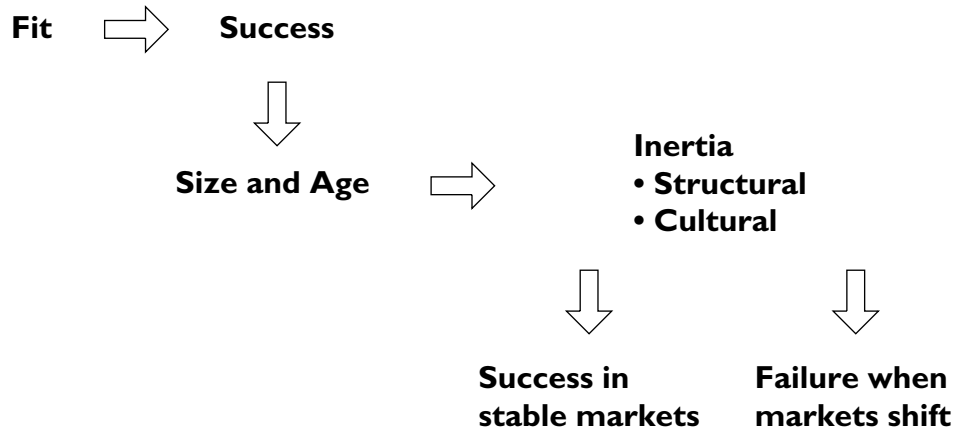 Fit
Success
Size and Age
Inertia
• Structural
• Cultural
Success in
stable markets
Failure when
markets shift